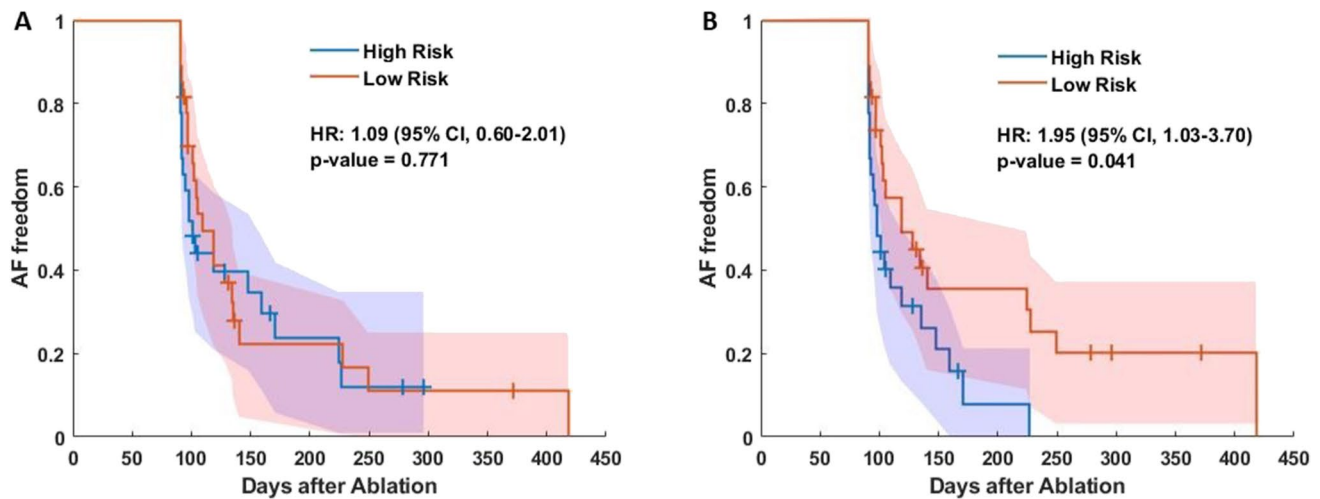 A
High Risk
Low Risk
HR: 1.09 (95% CI, 0.60-2.01)
p-value = 0.771
AF freedom
1
0.8
0.6
0.4
0.2
0
0 50 100 150 200 250 300 350 400 450
Days after Ablation
B
High Risk
Low Risk
HR: 1.95 (95% CI, 1.03-3.70)
p-value = 0.041
AF freedom
1
0.8
0.6
0.4
0.2
0
0 50 100 150 200 250 300 350 400 450
Days after Ablation